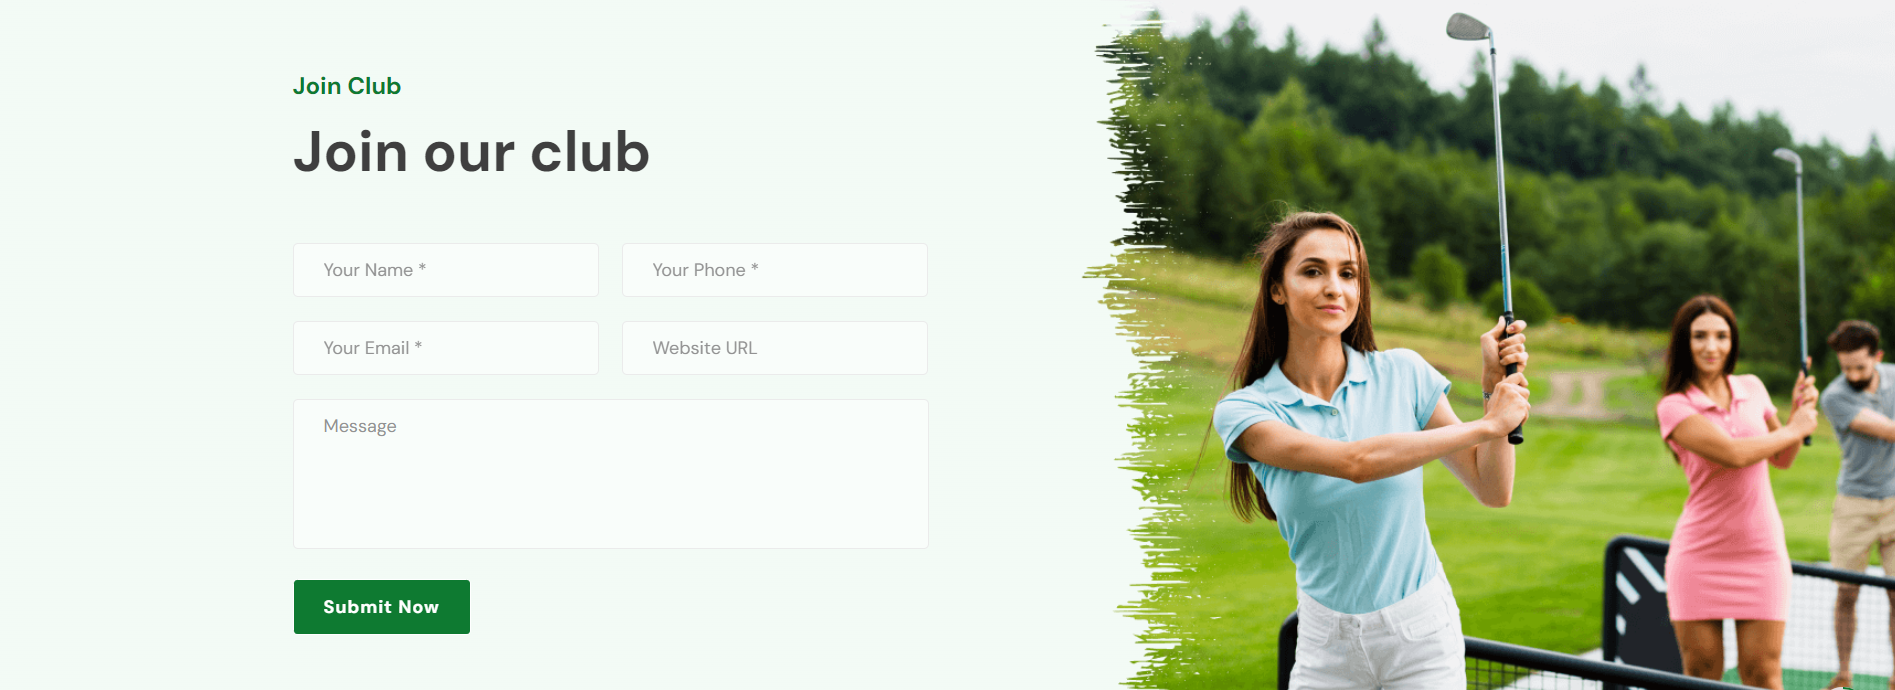 Join Club
Join our club
Your Name *
Your Phone *
Your Email *
Website URL
Message
Submit Now